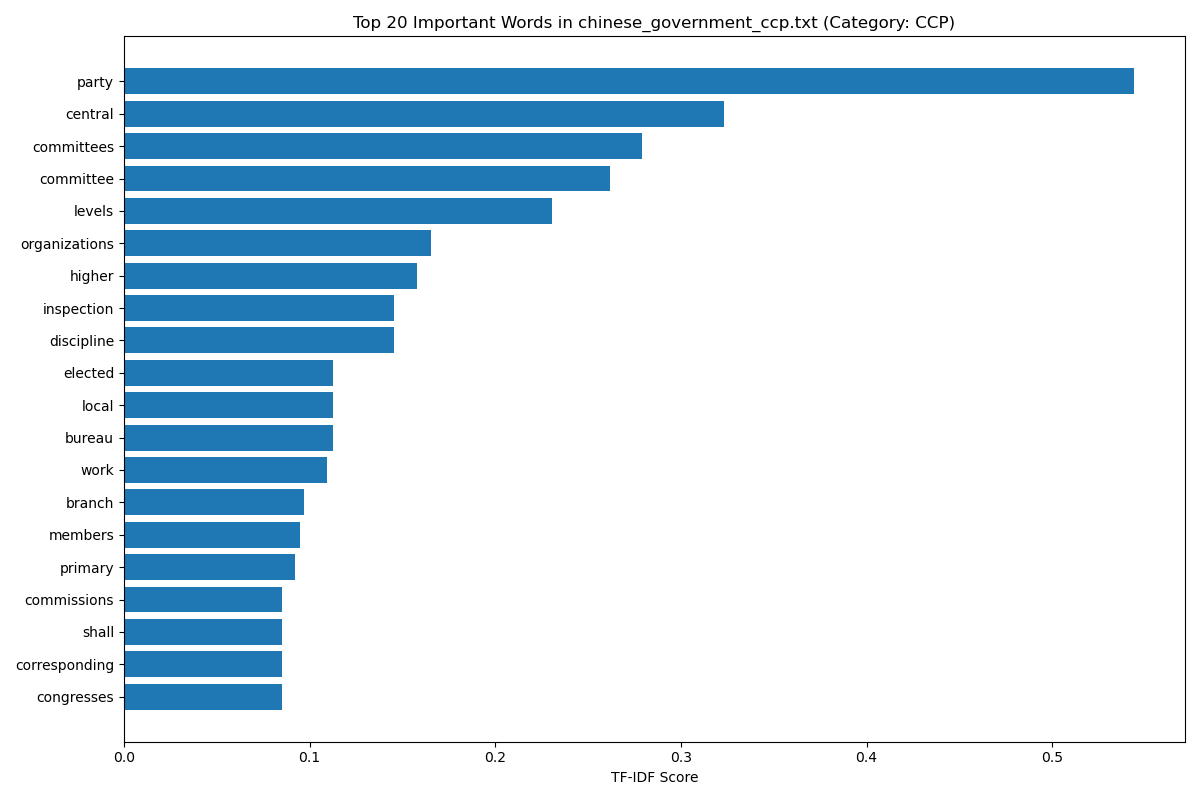 Top 20 Important Words in chinese_government_ccp.txt (Category: CCP)
party
central
committees
committee
levels
organizations
higher
inspection
discipline
elected
local
bureau
work
branch
members
primary
commissions
shall
corresponding
congresses
0.0 0.1 0.2 0.3 0.4 0.5
TF-IDF Score